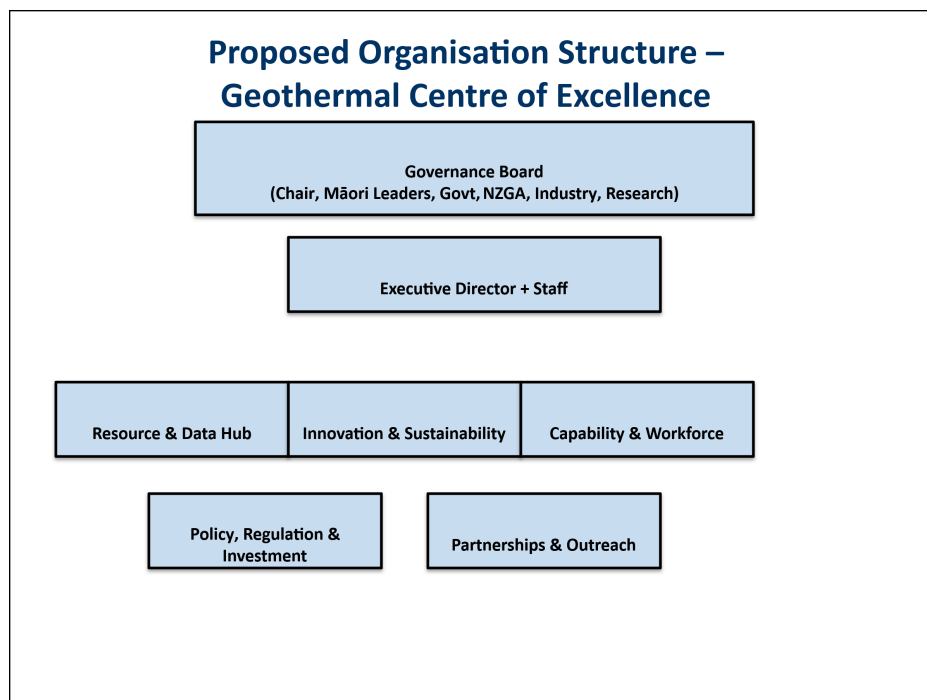 Proposed Organisation Structure –
Geothermal Centre of Excellence
Governance Board
(Chair, Māori Leaders, Govt, NZGA, Industry, Research)
Executive Director + Staff
Resource & Data Hub
Innovation & Sustainability
Capability & Workforce
Policy, Regulation &
Investment
Partnerships & Outreach